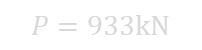 P = 933kN